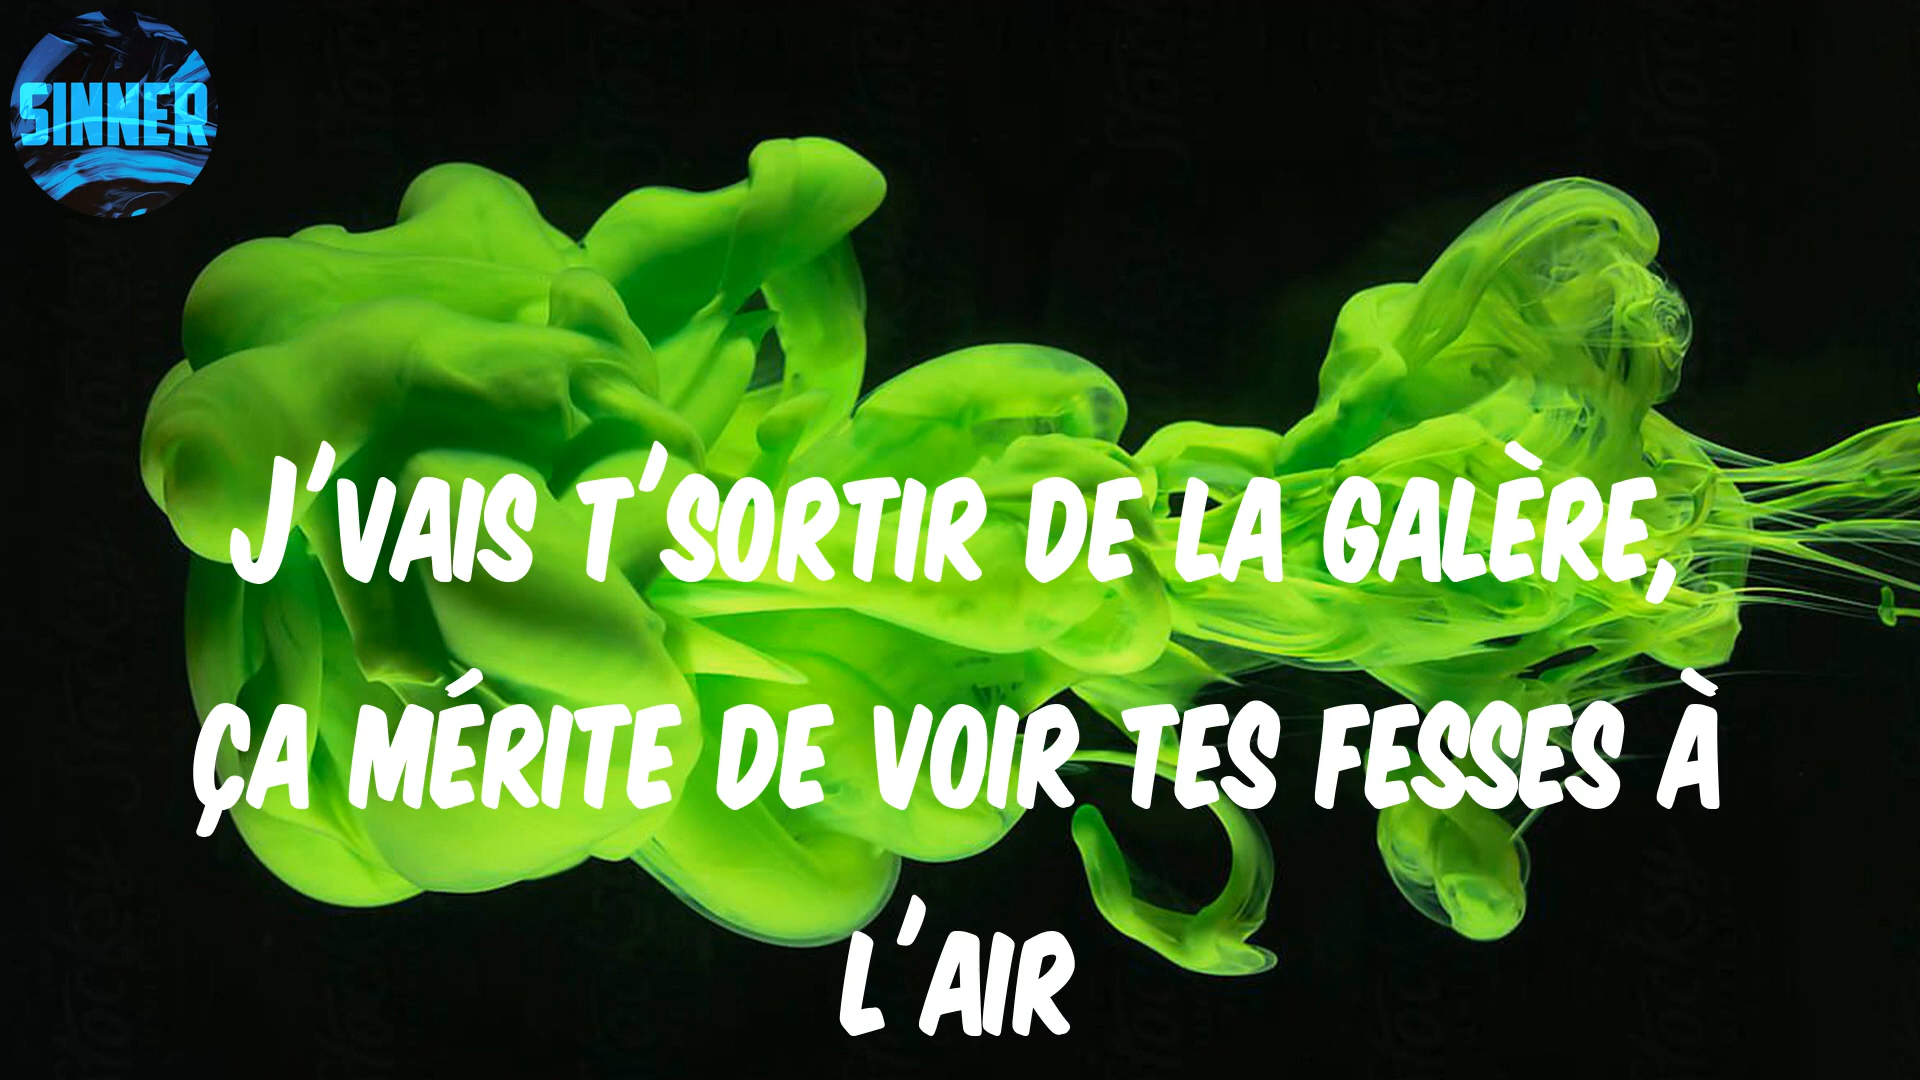 SINNER
J'VAIS T'SORTIR DE LA GALÈRE,
ÇA MÉRITE DE VOIR TES FESSES À
L'AIR